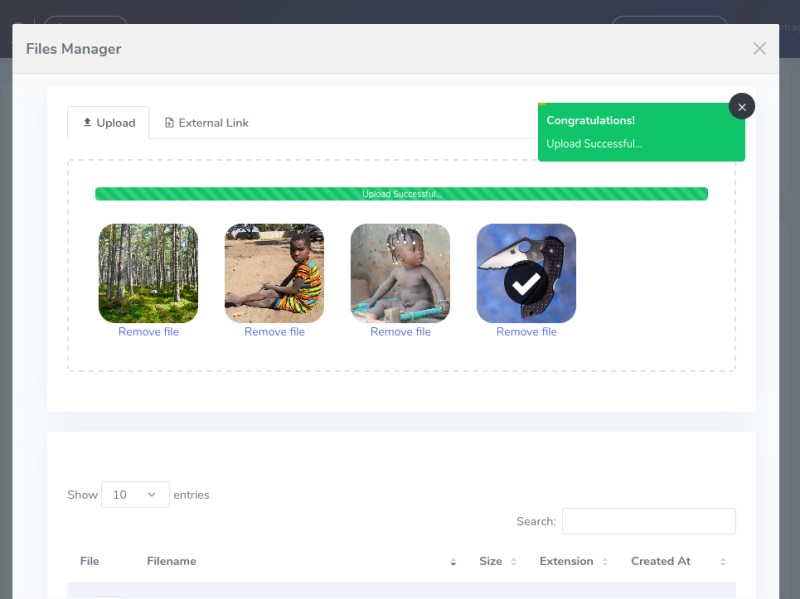 Files Manager
Upload
External Link
Congratulations!
Upload Successful...
Upload Successful...
Remove file
Remove file
Remove file
Remove file
Show 10 entries
Search:
File Filename Size Extension Created At